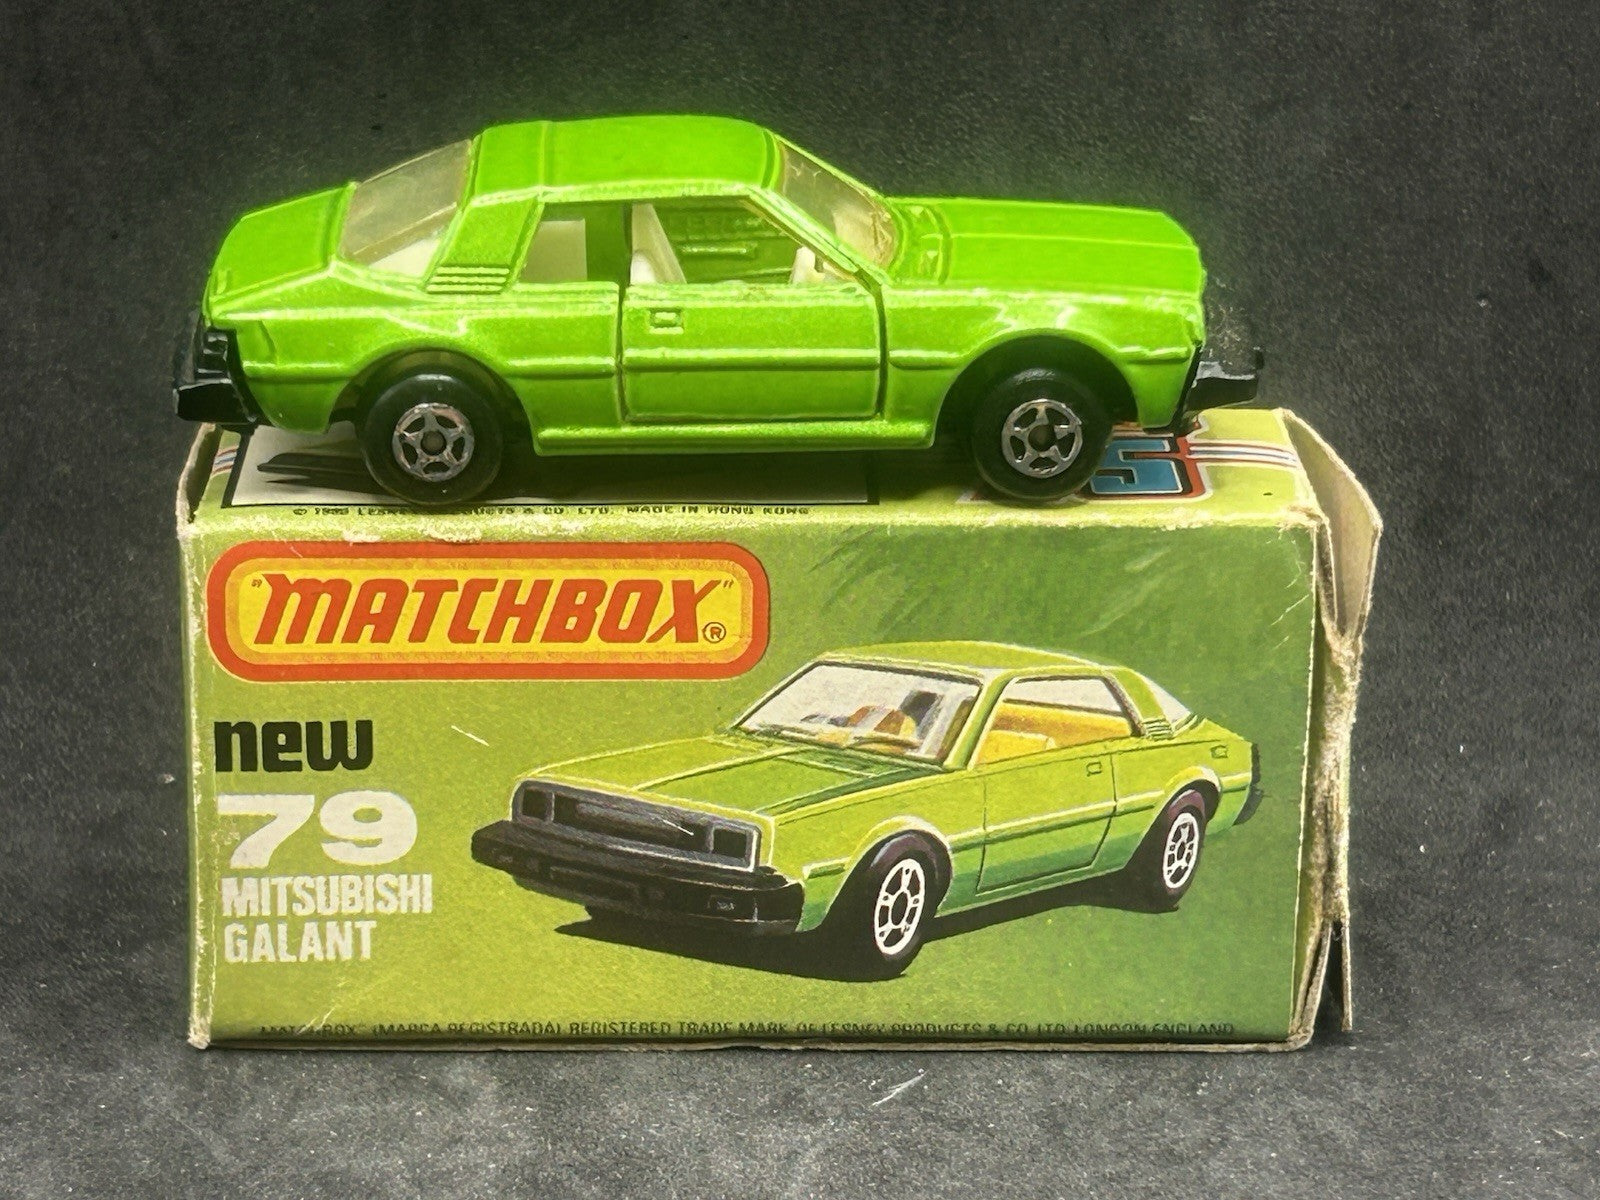 5
© 1980 LESNEY PRODUCTS & CO. LTD. MADE IN HONG KONG
"MATCHBOX"®
new
79
MITSUBISHI
GALANT
MATCHBOX" (MARCA REGISTRADA) REGISTERED TRADE MARK OF LESNEY PRODUCTS & CO. LTD. LONDON ENGLAND